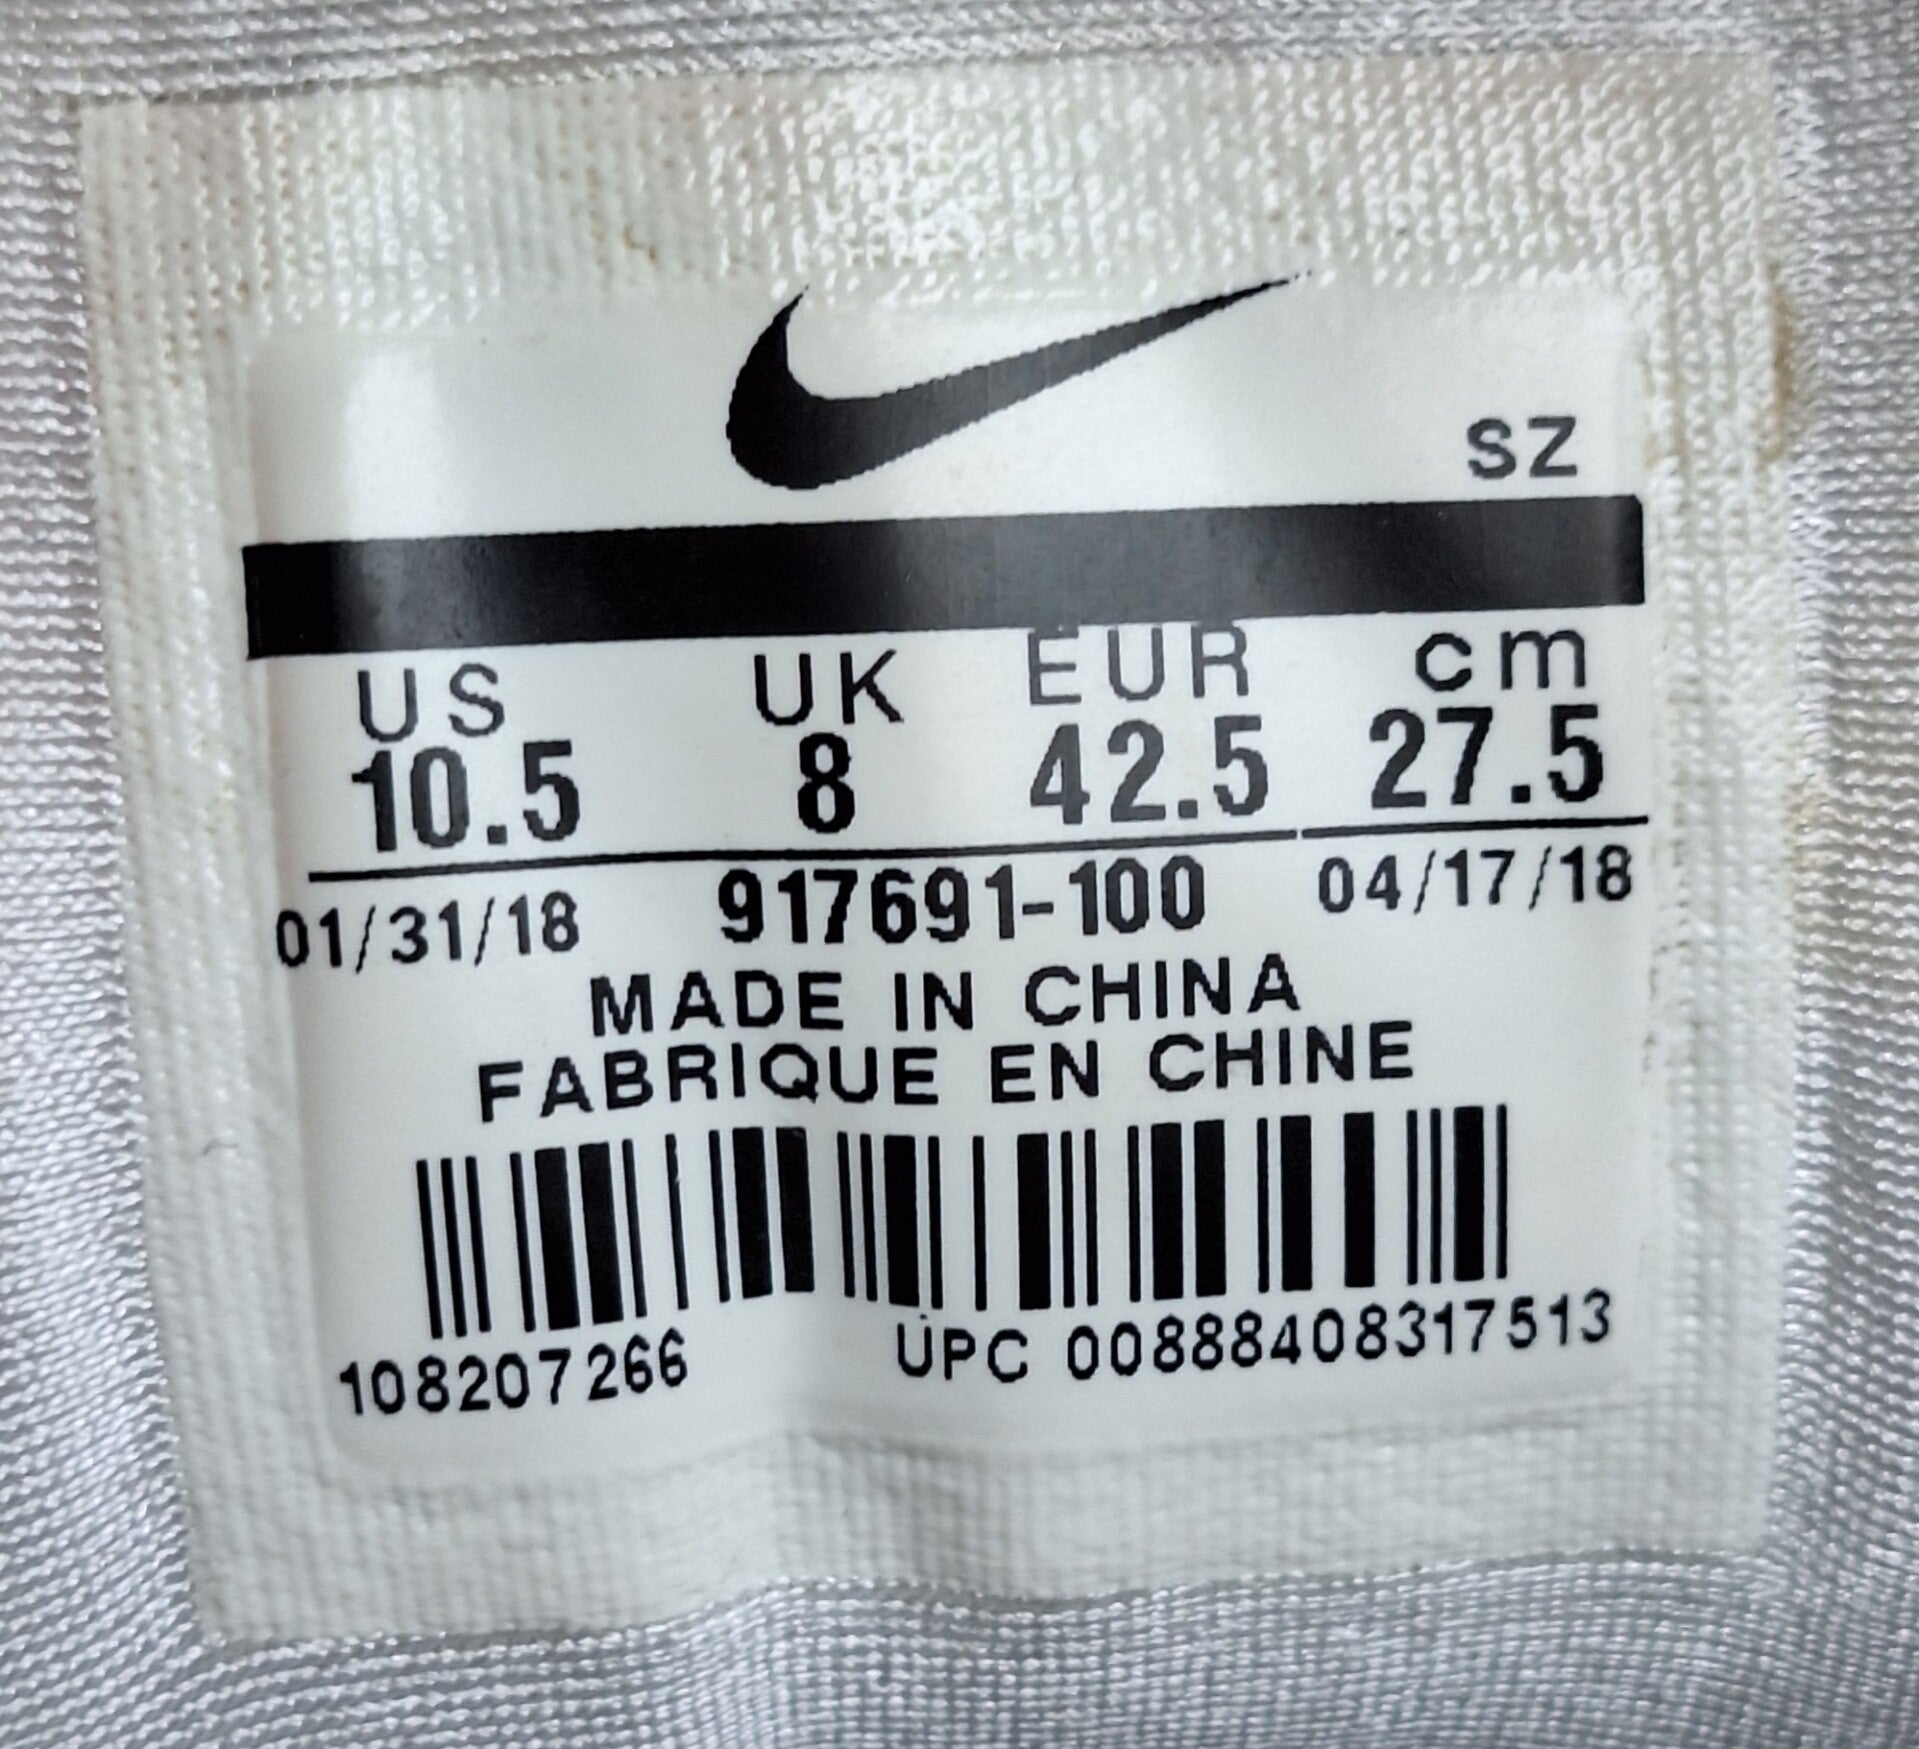 SZ
US UK EUR cm
10.5 8 42.5 27.5
01/31/18 917691-100 04/17/18
MADE IN CHINA
FABRIQUE EN CHINE
108207266 UPC 00888408317513